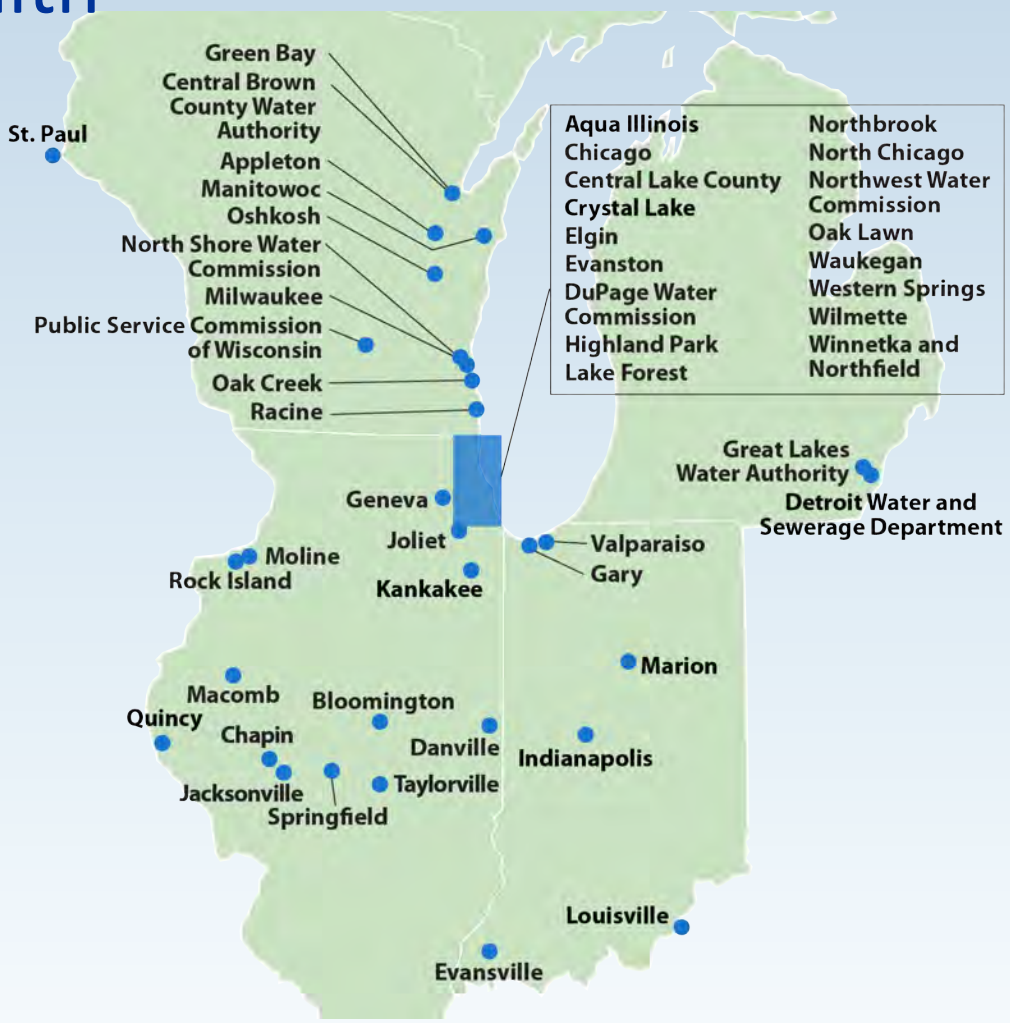 St. Paul
Green Bay
Central Brown
County Water
Authority
Appleton
Manitowoc
Oshkosh
North Shore Water
Commission
Milwaukee
Public Service Commission
of Wisconsin
Oak Creek
Racine
Aqua Illinois
Chicago
Central Lake County
Crystal Lake
Elgin
Evanston
DuPage Water
Commission
Highland Park
Lake Forest
Northbrook
North Chicago
Northwest Water
Commission
Oak Lawn
Waukegan
Western Springs
Wilmette
Winnetka and
Northfield
Great Lakes
Water Authority
Detroit Water and
Sewerage Department
Geneva
Joliet
Kankakee
Valparaiso
Gary
Moline
Rock Island
Marion
Macomb
Bloomington
Quincy
Chapin
Danville
Indianapolis
Jacksonville
Springfield
Taylorville
Louisville
Evansville